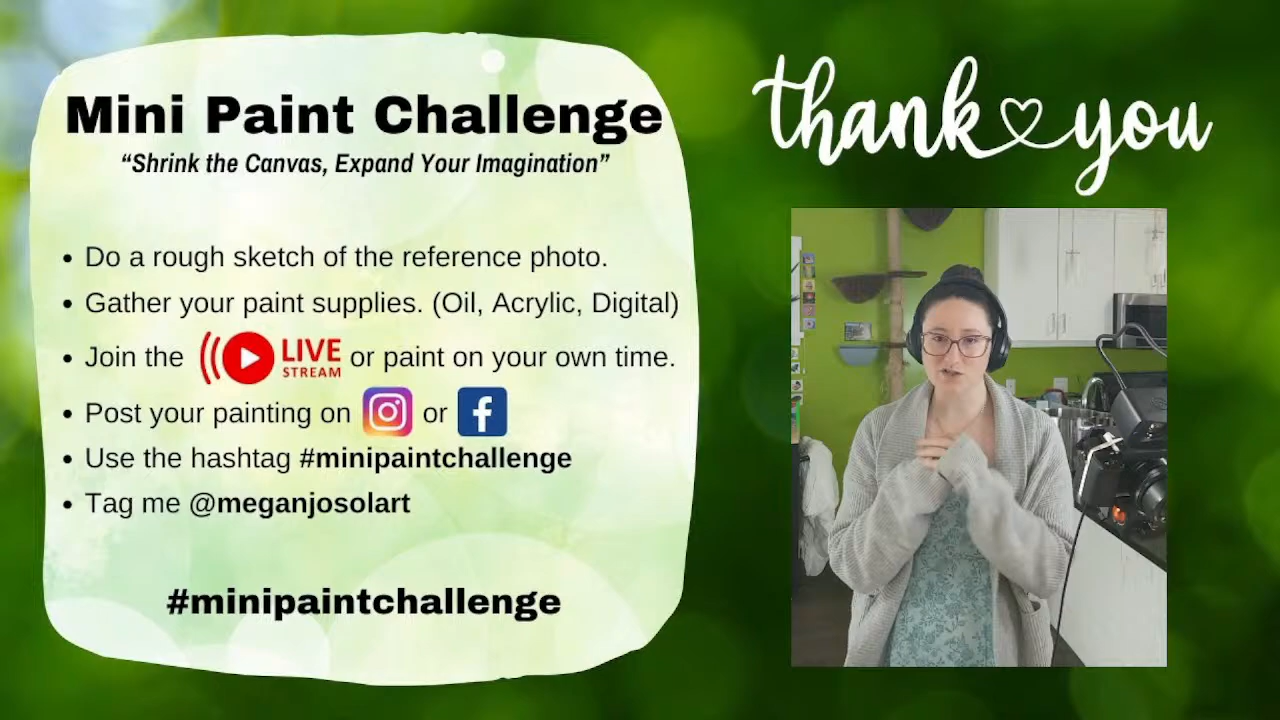 Mini Paint Challenge
“Shrink the Canvas, Expand Your Imagination”
Do a rough sketch of the reference photo.
Gather your paint supplies. (Oil, Acrylic, Digital)
Join the LIVE STREAM or paint on your own time.
Post your painting on or
Use the hashtag #minipaintchallenge
Tag me @meganjosolart
#minipaintchallenge
thank you